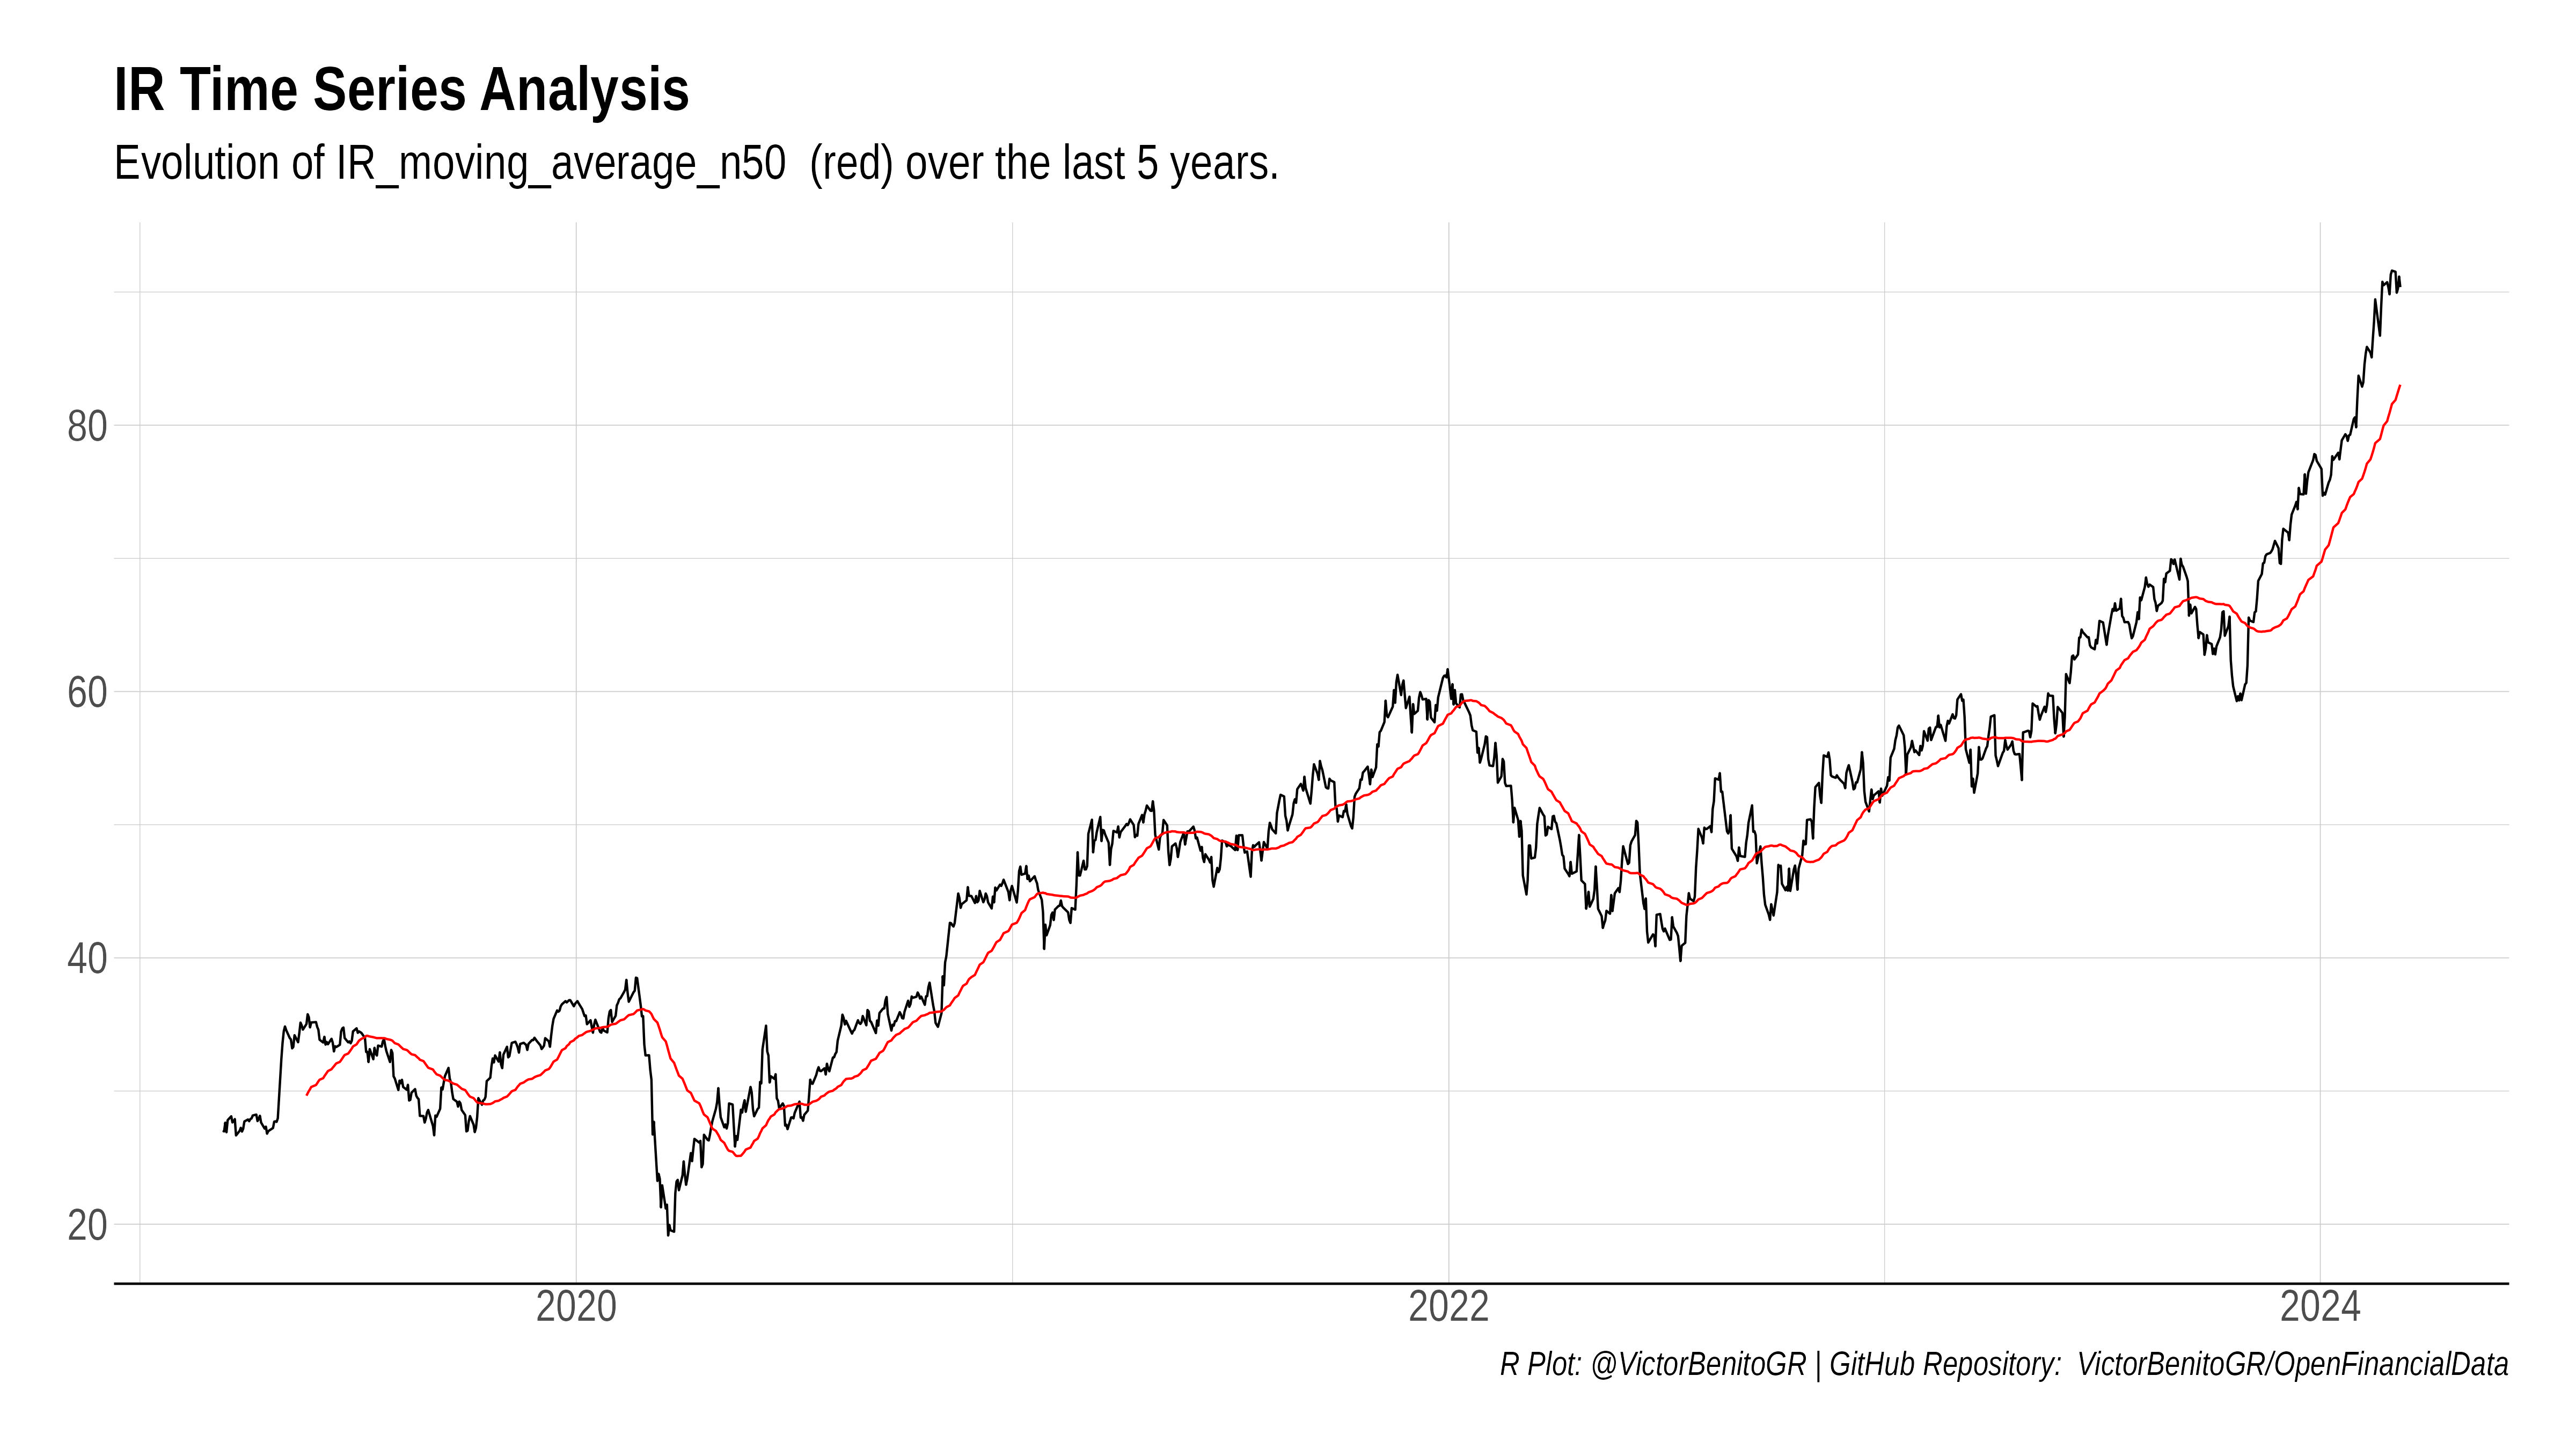 IR Time Series Analysis
Evolution of IR_moving_average_n50  (red) over the last 5 years.
80
60
40
20
2020
2022
2024
R Plot: @VictorBenitoGR | GitHub Repository:  VictorBenitoGR/OpenFinancialData